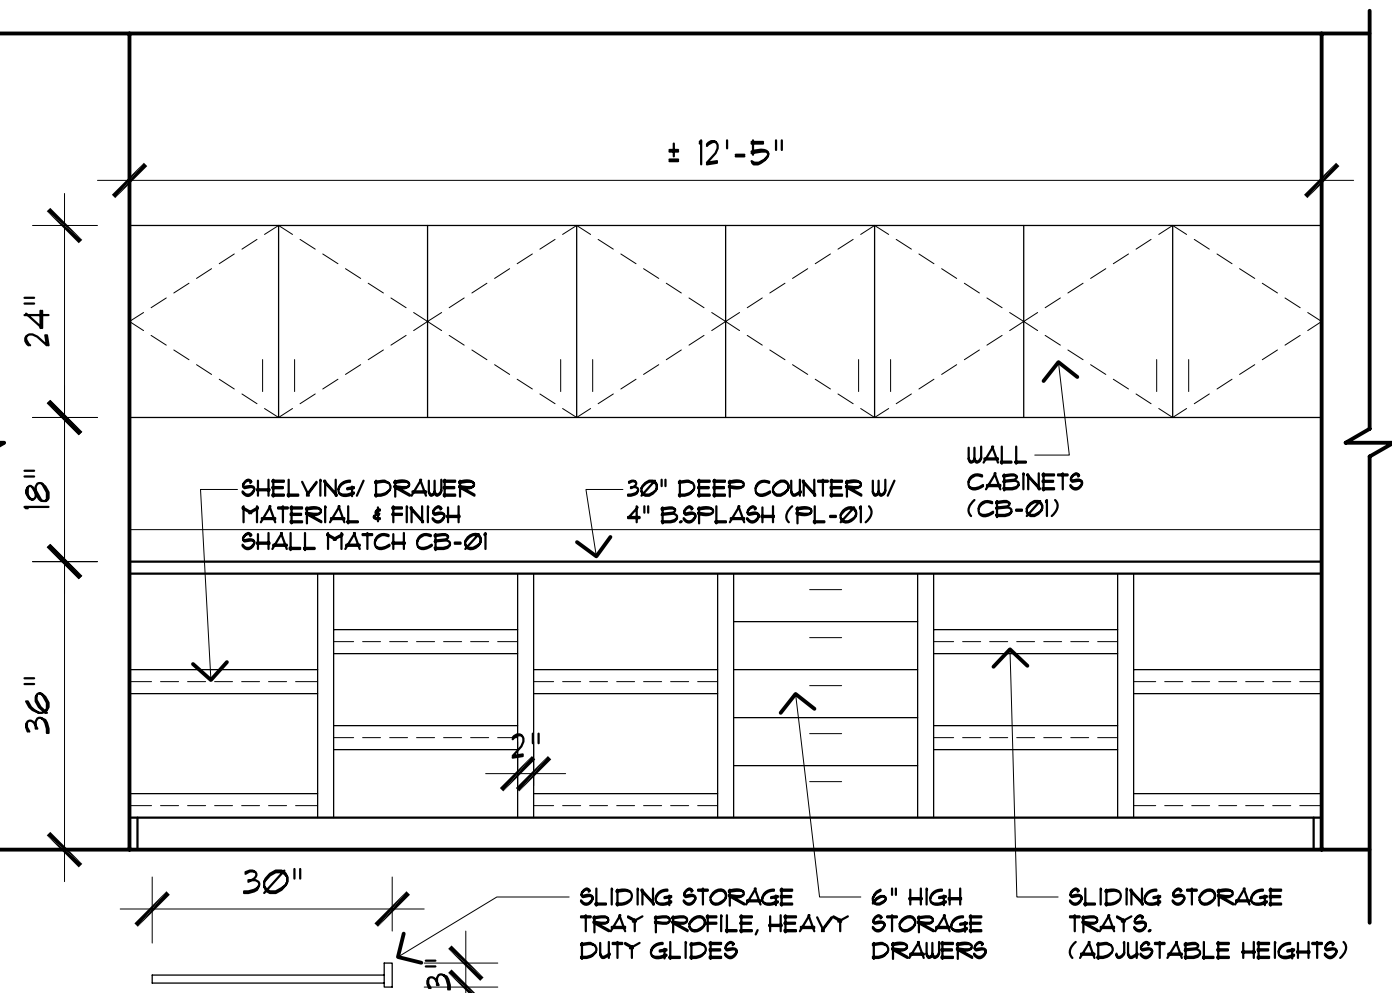 ± 12'-5"
24"
18"
36"
WALL
CABINETS
(CB-01)
SHELVING/ DRAWER
MATERIAL & FINISH
SHALL MATCH CB-01
30" DEEP COUNTER W/
4" B.SPLASH (PL-01)
2"
30"
3"
SLIDING STORAGE
TRAY PROFILE, HEAVY
DUTY GLIDES
6" HIGH
STORAGE
DRAWERS
SLIDING STORAGE
TRAYS.
(ADJUSTABLE HEIGHTS)